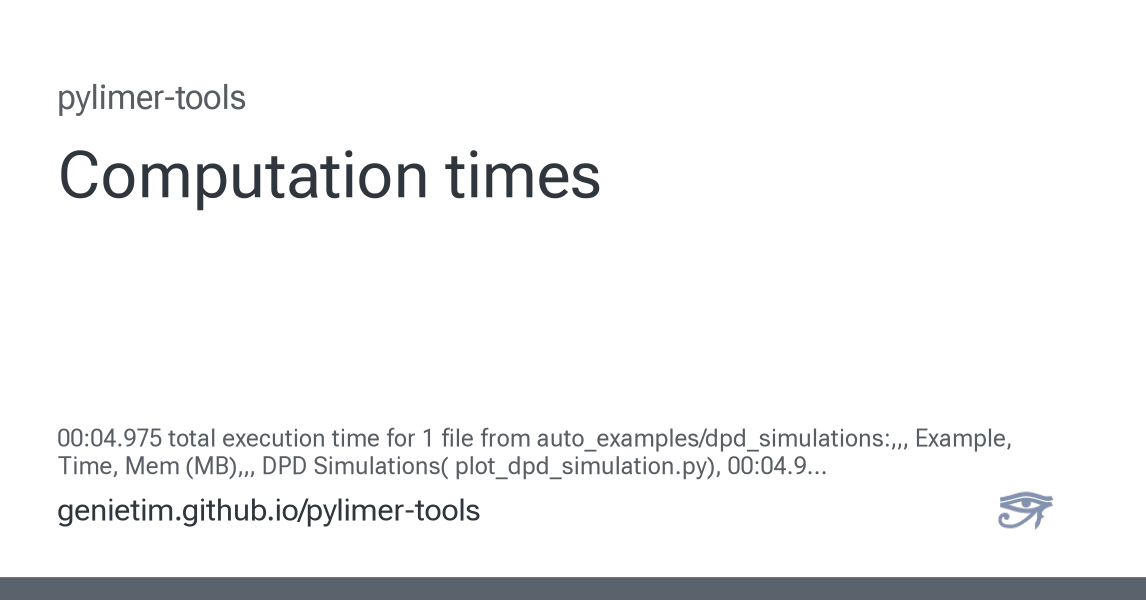 pylimer-tools
Computation times
00:04.975 total execution time for 1 file from auto_examples/dpd_simulations:,,, Example,
Time, Mem (MB),,, DPD Simulations( plot_dpd_simulation.py), 00:04.9...
genietim.github.io/pylimer-tools